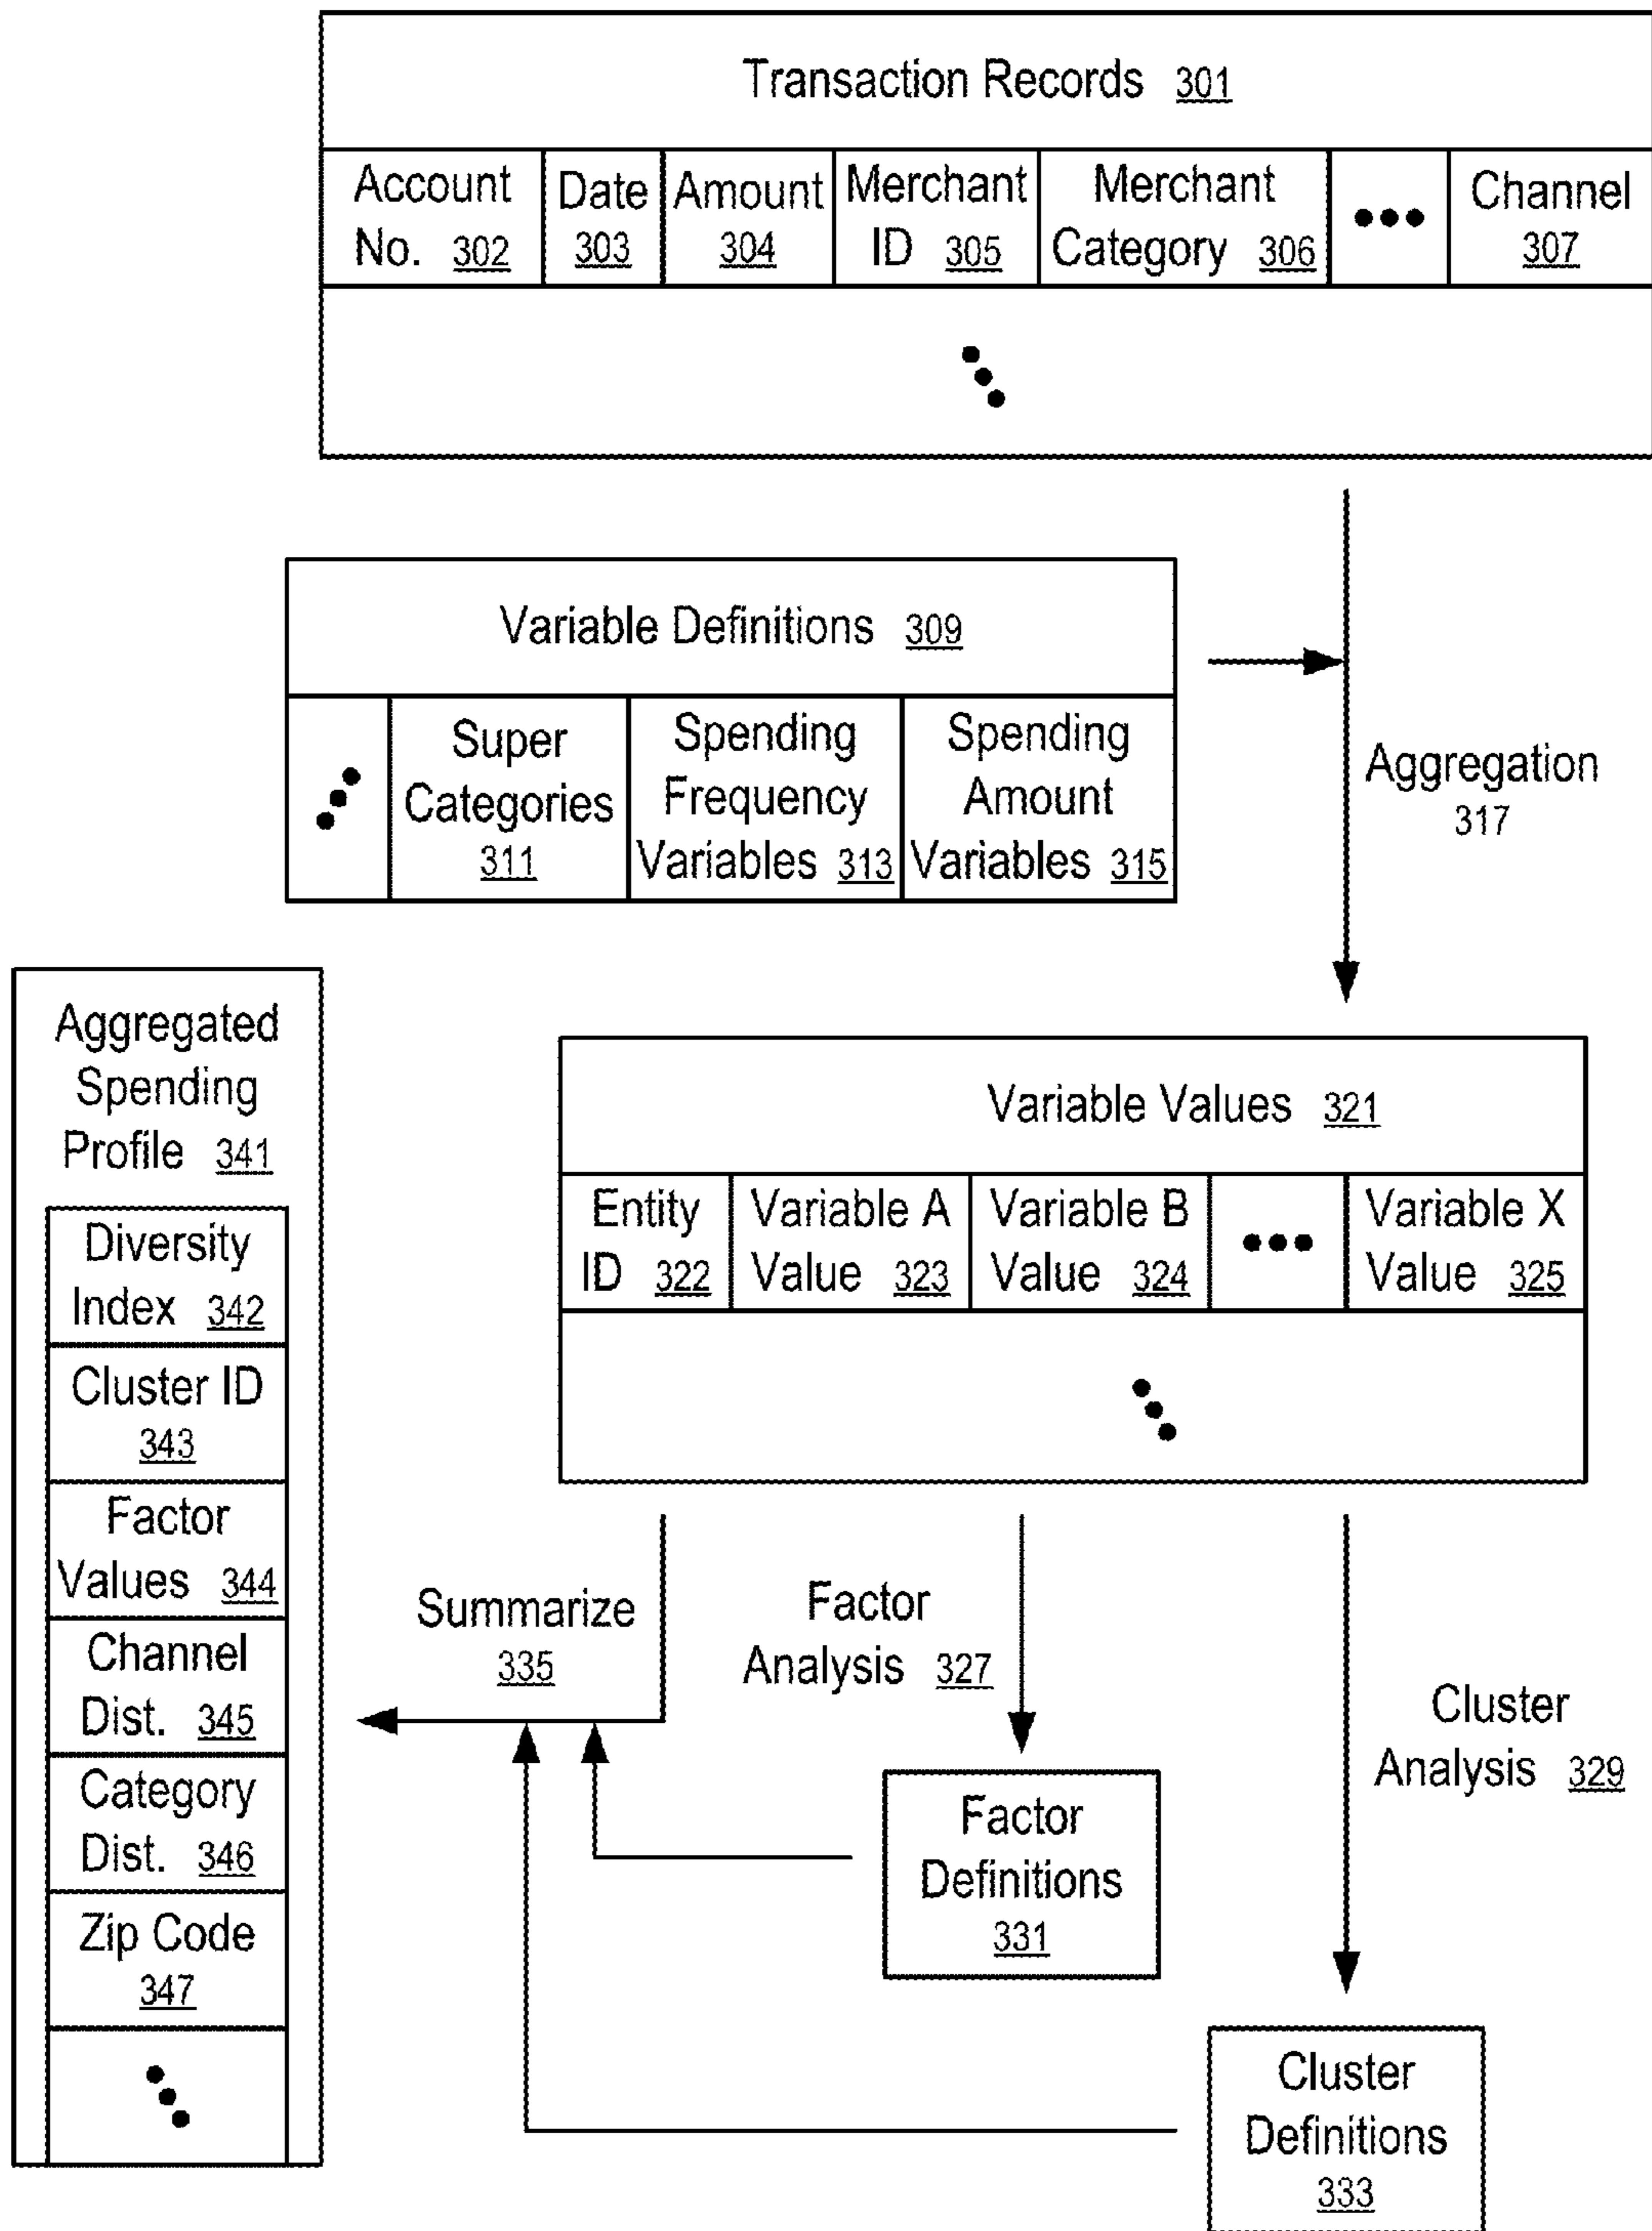 Transaction Records 301
Account
No. 302
Date
303
Amount
304
Merchant
ID 305
Merchant
Category 306
Channel
307
Variable Definitions 309
Super
Categories
311
Spending
Frequency
Variables 313
Spending
Amount
Variables 315
Aggregation
317
Aggregated
Spending
Profile 341
Diversity
Index 342
Cluster ID
343
Factor
Values 344
Channel
Dist. 345
Category
Dist. 346
Zip Code
347
Variable Values 321
Entity
ID 322
Variable A
Value 323
Variable B
Value 324
Variable X
Value 325
Summarize
335
Factor
Analysis 327
Cluster
Analysis 329
Factor
Definitions
331
Cluster
Definitions
333